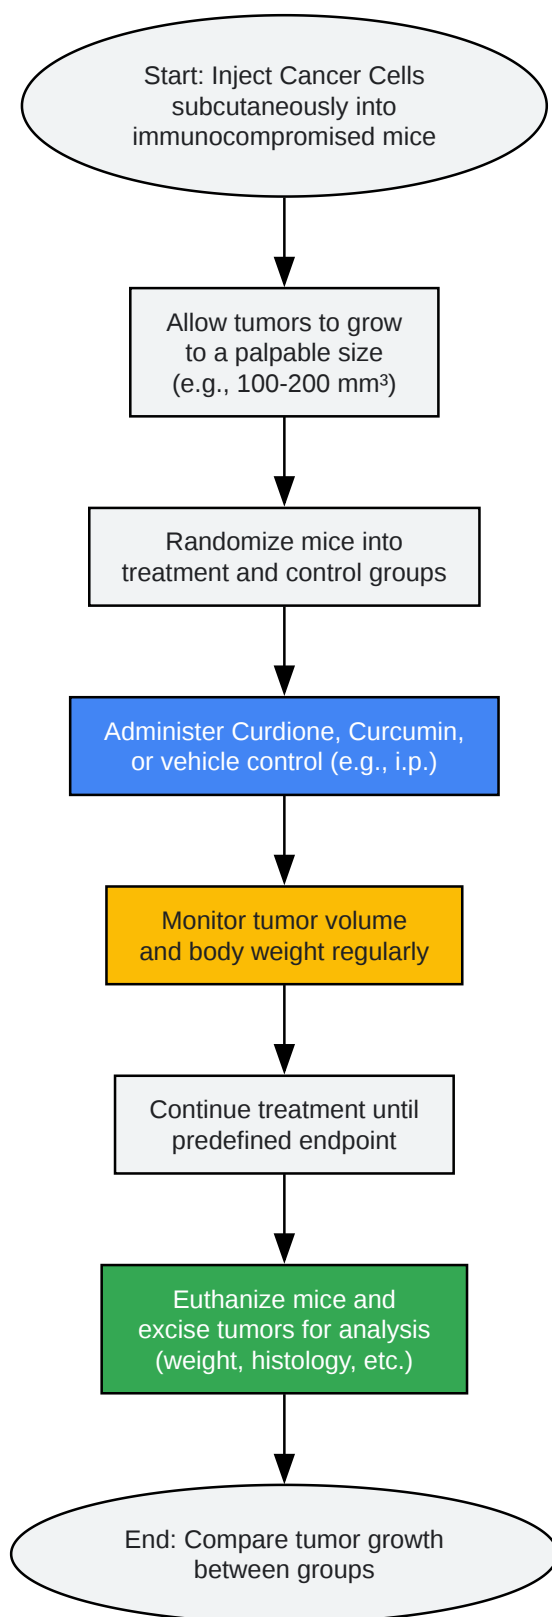 Start: Inject Cancer Cells
subcutaneously into
immunocompromised mice
Allow tumors to grow
to a palpable size
(e.g., 100-200 mm³)
Randomize mice into
treatment and control groups
Administer Curdione, Curcumin,
or vehicle control (e.g., i.p.)
Monitor tumor volume
and body weight regularly
Continue treatment until
predefined endpoint
Euthanize mice and
excise tumors for analysis
(weight, histology, etc.)
End: Compare tumor growth
between groups